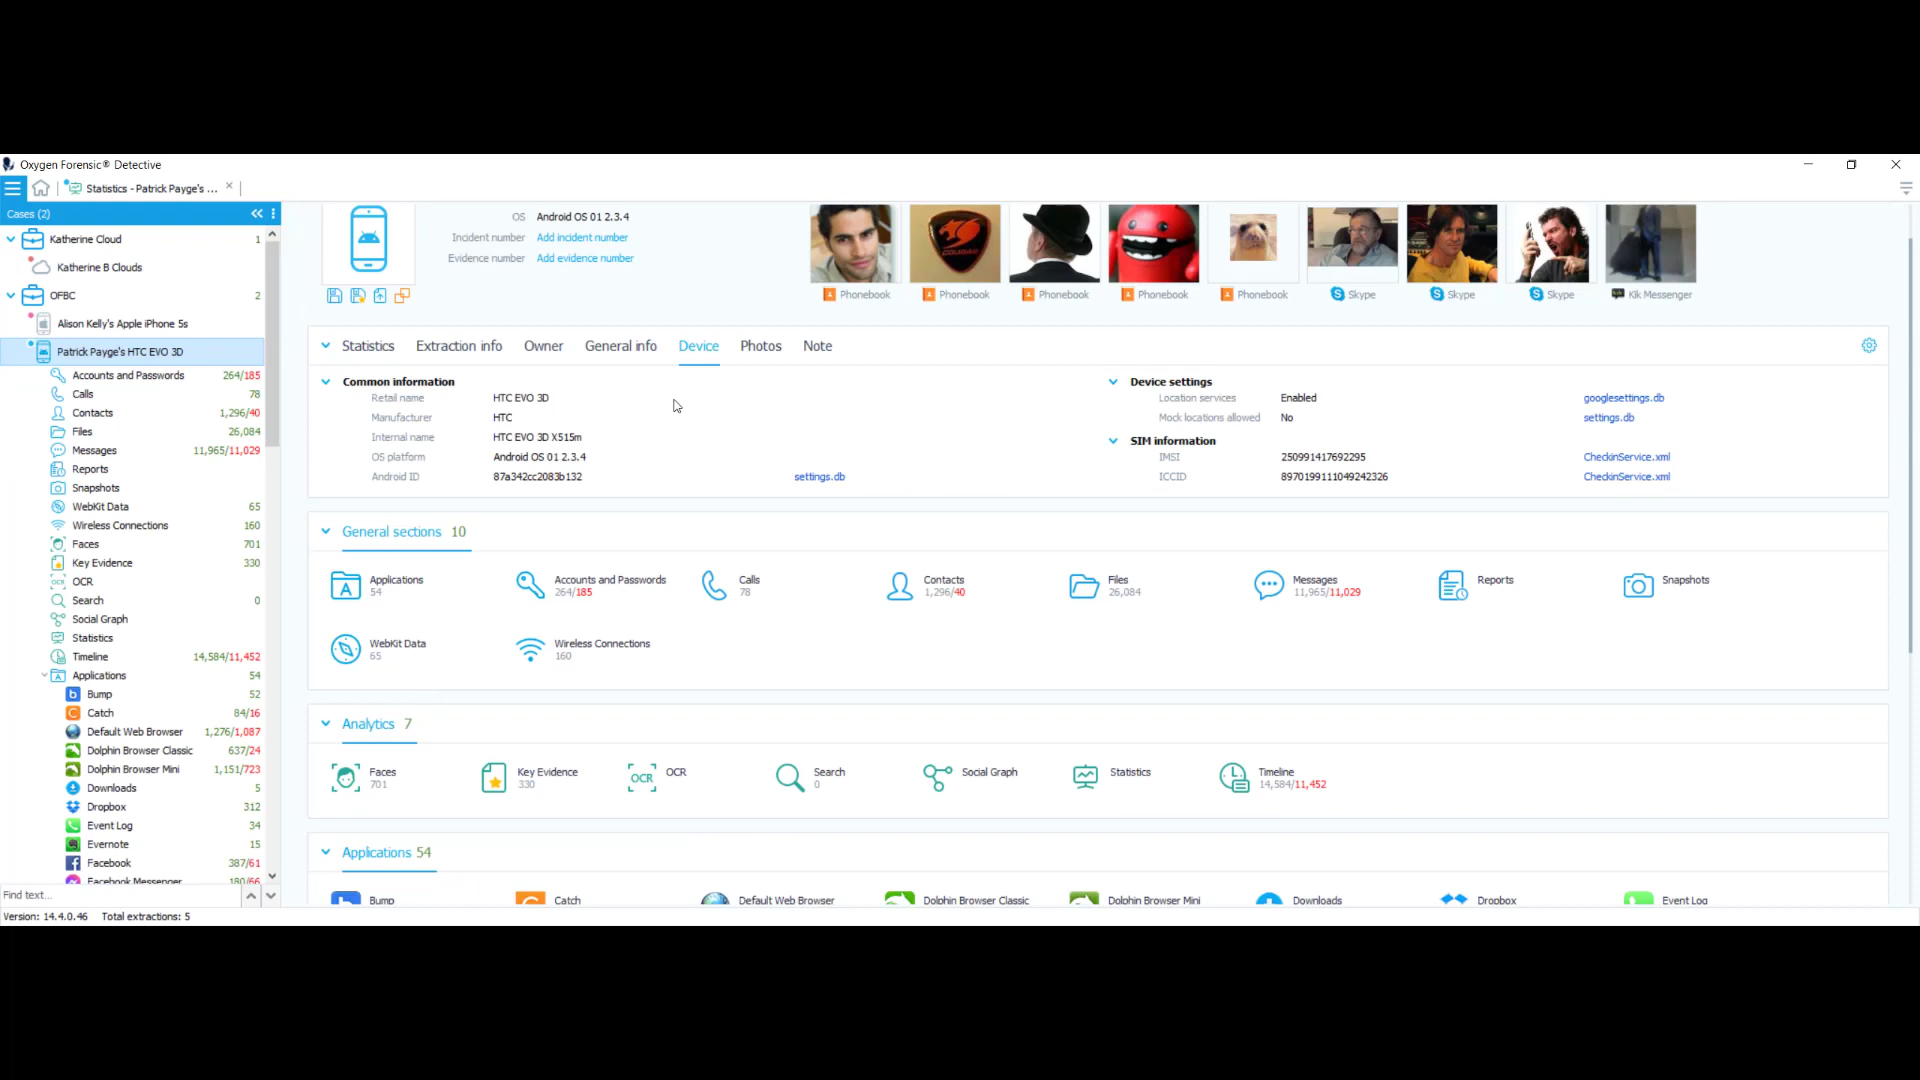 Oxygen Forensic® Detective
Statistics - Patrick Payge's ...
Cases (2)
Katherine Cloud 1
Katherine B Clouds
OFBC 2
Alison Kelly's Apple iPhone 5s
Patrick Payge's HTC EVO 3D
Accounts and Passwords 264/185
Calls 78
Contacts 1,296/40
Files 26,084
Messages 11,965/11,029
Reports
Snapshots
WebKit Data 65
Wireless Connections 160
Faces 701
Key Evidence 330
OCR OCR
Search 0
Social Graph
Statistics
Timeline 14,584/11,452
Applications 54
Bump 52
Catch 84/16
Default Web Browser 1,276/1,087
Dolphin Browser Classic 637/24
Dolphin Browser Mini 1,151/723
Downloads 5
Dropbox 312
Event Log 34
Evernote 15
Facebook 387/61
Facebook Messenger 180/66
Find text...
Version: 14.4.0.46 Total extractions: 5
OS Android OS 01 2.3.4
Incident number Add incident number
Evidence number Add evidence number
COUGAR
Phonebook Phonebook Phonebook Phonebook Phonebook Skype Skype Skype Kik Messenger
Statistics Extraction info Owner General info Device Photos Note
Common information
Retail name HTC EVO 3D
Manufacturer HTC
Internal name HTC EVO 3D X515m
OS platform Android OS 01 2.3.4
Android ID 87a342cc2083b132 settings.db
Device settings
Location services Enabled googlesettings.db
Mock locations allowed No settings.db
SIM information
IMSI 250991417692295 CheckinService.xml
ICCID 8970199111049242326 CheckinService.xml
General sections 10
Applications Accounts and Passwords Calls Contacts Files Messages Reports Snapshots
54 264/185 78 1,296/40 26,084 11,965/11,029
WebKit Data Wireless Connections
65 160
Analytics 7
Faces Key Evidence OCR OCR Search Social Graph Statistics Timeline
701 330 0 14,584/11,452
Applications 54
Bump Catch Default Web Browser Dolphin Browser Classic Dolphin Browser Mini Downloads Dropbox Event Log